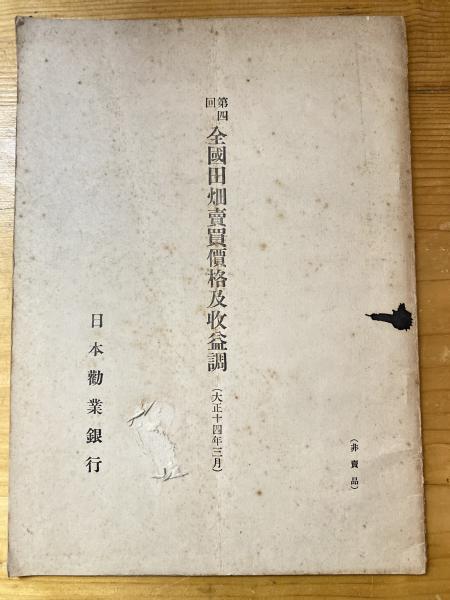 (非賣品)
第四回 全國田畑賣買價格及收益調 (大正十四年三月)
日本勸業銀行